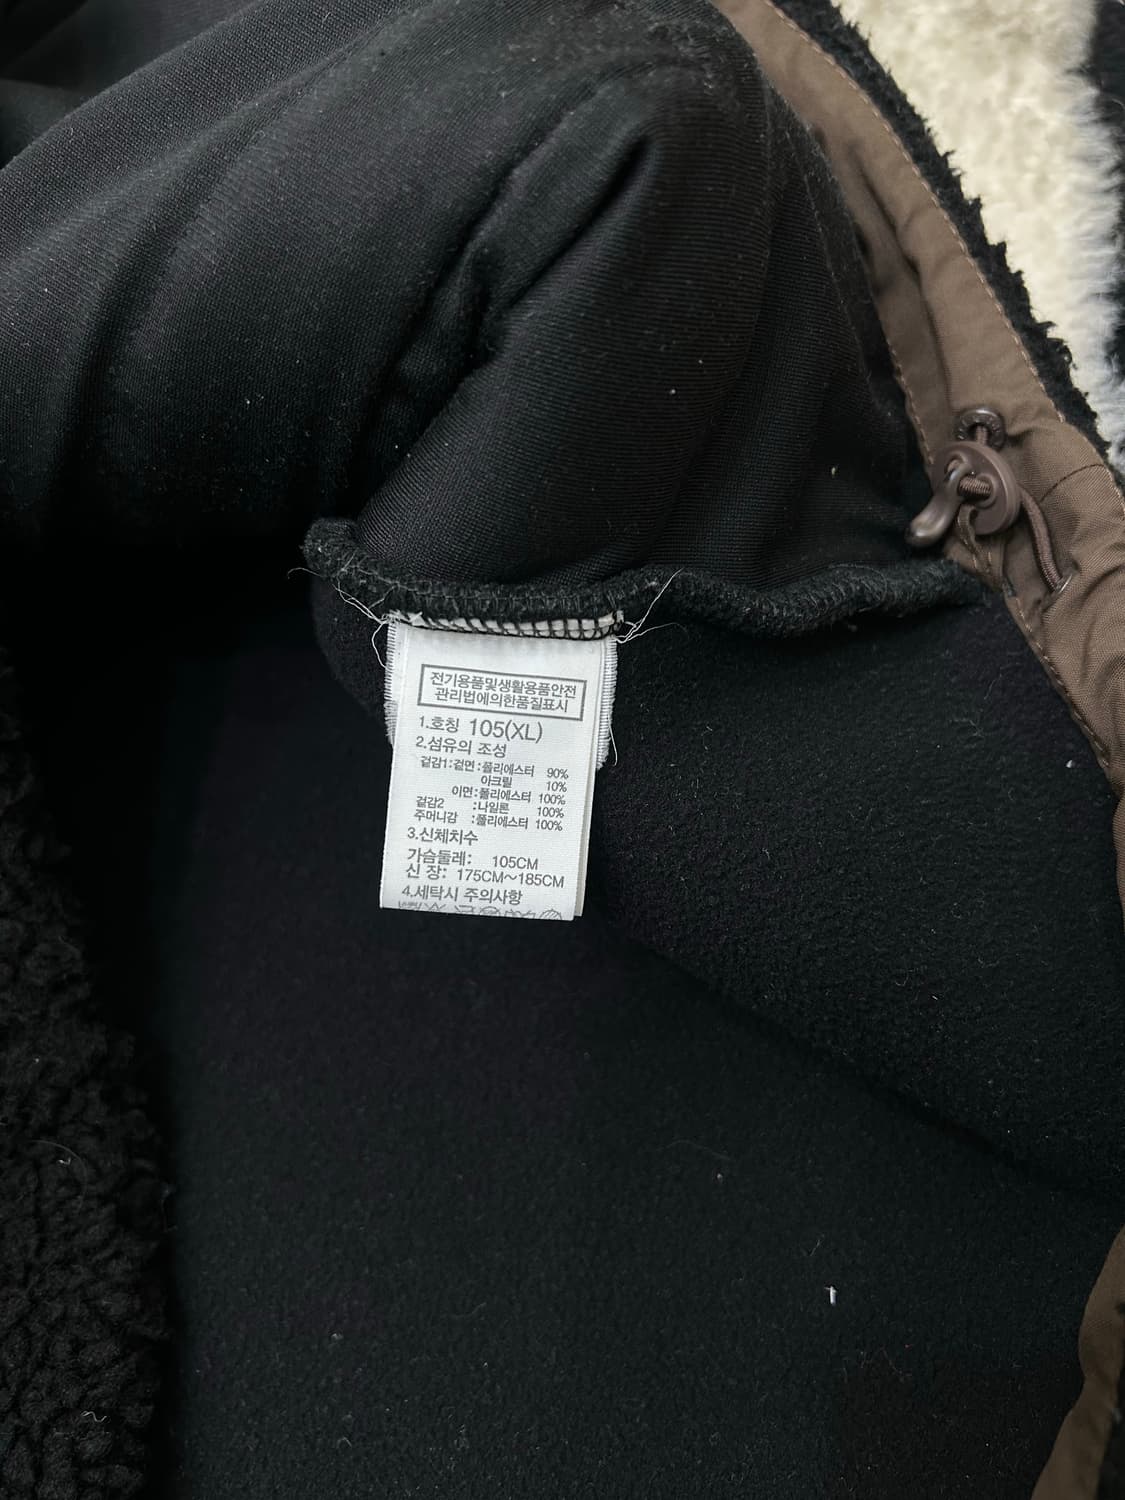 전기용품및생활용품안전
관리법에의한품질표시
1.호칭 105(XL)
2.섬유의 조성
겉감1:겉면:폴리에스터 90%
아크릴 10%
이면:폴리에스터 100%
겉감2 :나일론 100%
주머니감 :폴리에스터 100%
3.신체치수
가슴둘레: 105CM
신 장: 175CM~185CM
4.세탁시 주의사항